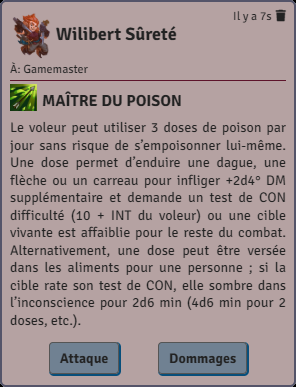 Il y a 7s
Wilibert Sûreté
À: Gamemaster
MAÎTRE DU POISON
Le voleur peut utiliser 3 doses de poison par
jour sans risque de s’empoisonner lui-même.
Une dose permet d’enduire une dague, une
flèche ou un carreau pour infliger +2d4° DM
supplémentaire et demande un test de CON
difficulté (10 + INT du voleur) ou une cible
vivante est affaiblie pour le reste du combat.
Alternativement, une dose peut être versée
dans les aliments pour une personne ; si la
cible rate son test de CON, elle sombre dans
l’inconscience pour 2d6 min (4d6 min pour 2
doses, etc.).
Attaque
Dommages